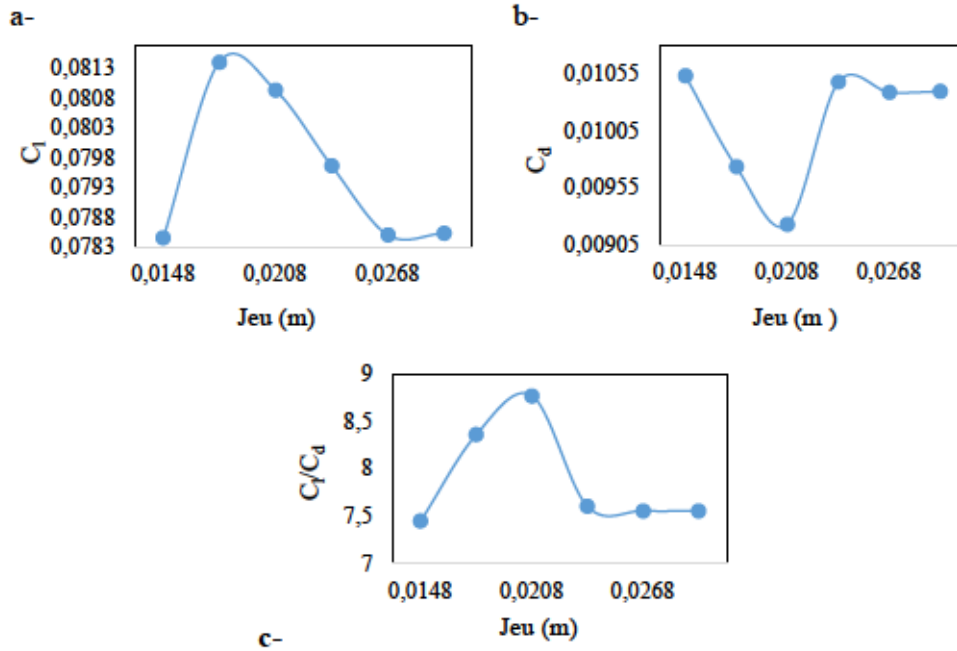 a-
0,0813
0,0808
0,0803
0,0798
0,0793
0,0788
0,0783
Cl
0,0148 0,0208 0,0268
Jeu (m)
b-
0,01055
0,01005
0,00955
0,00905
Cd
0,0148 0,0208 0,0268
Jeu (m )
9
8,5
8
7,5
7
Cl/Cd
0,0148 0,0208 0,0268
Jeu (m)
c-